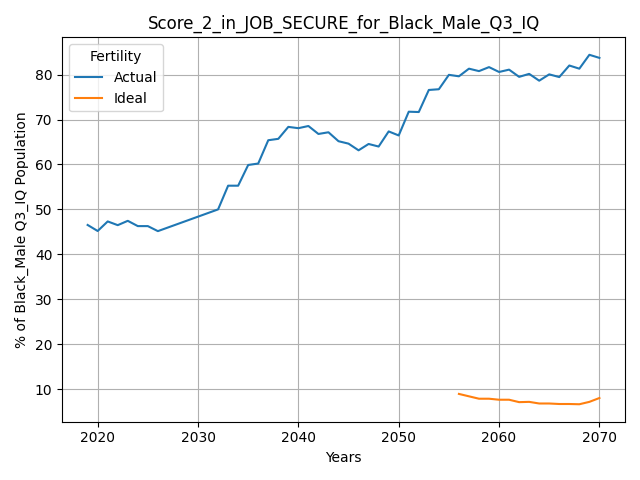 Score_2_in_JOB_SECURE_for_Black_Male_Q3_IQ
Fertility
Actual
Ideal
% of Black_Male Q3_IQ Population
80
70
60
50
40
30
20
10
2020 2030 2040 2050 2060 2070
Years